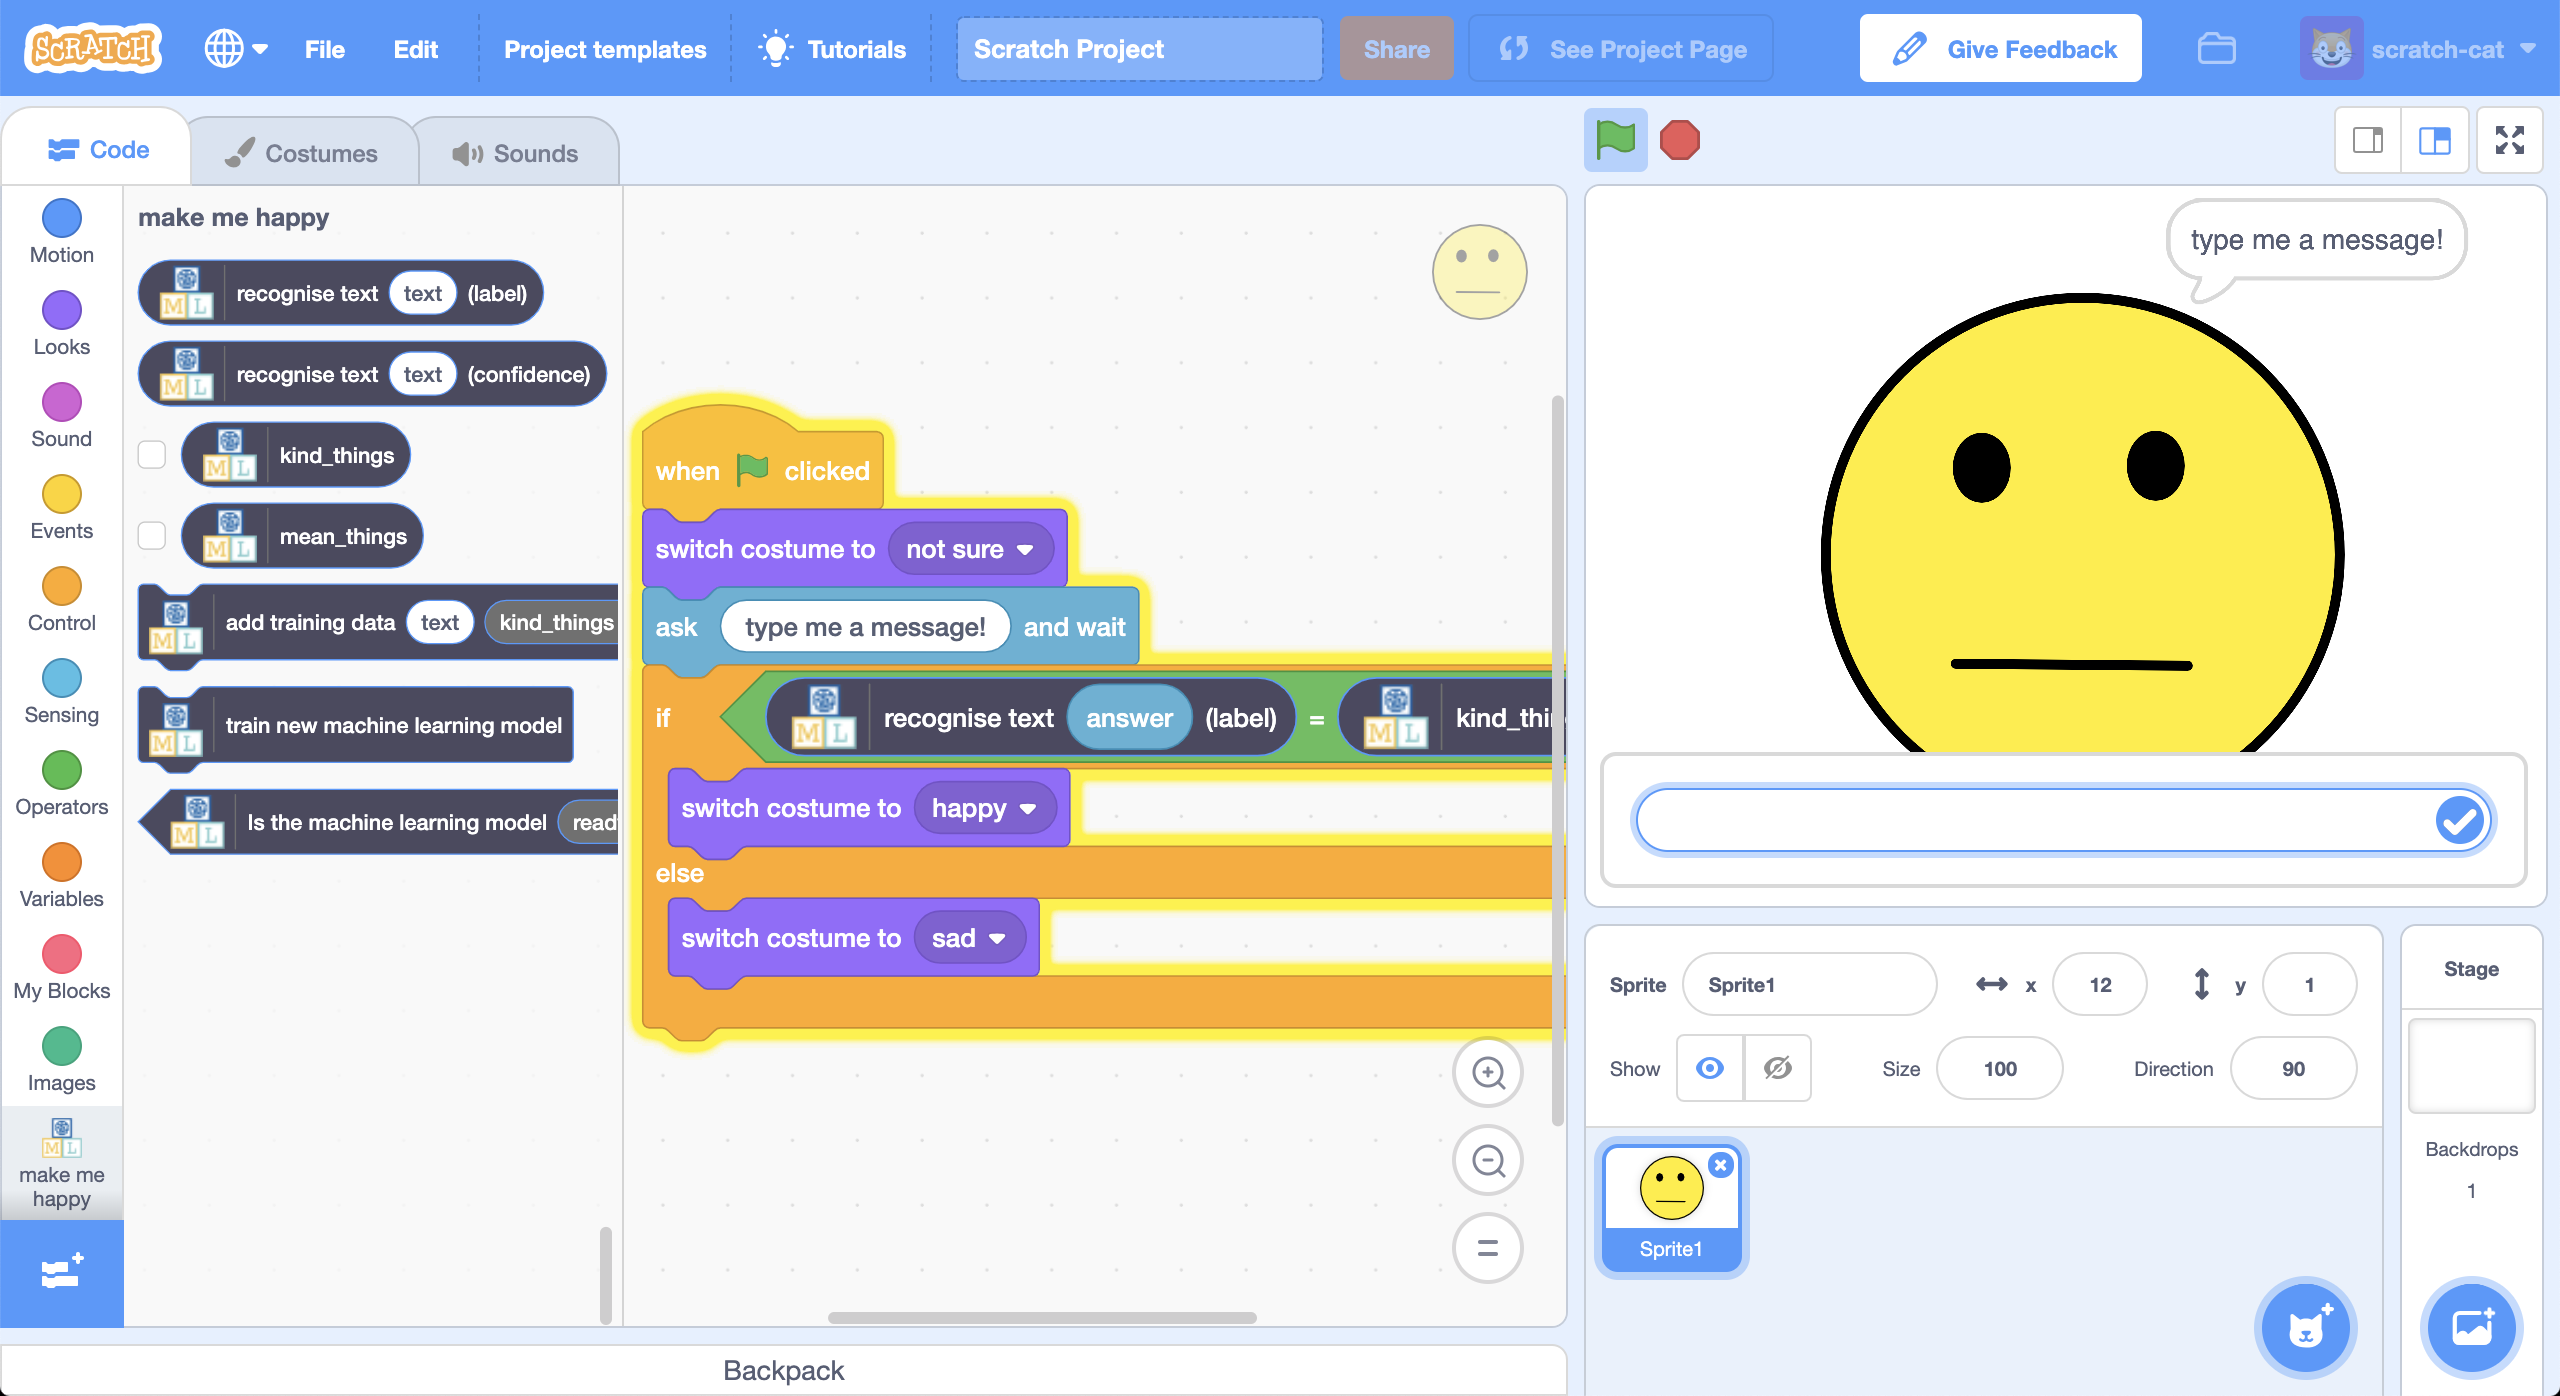 SCRATCH File Edit Project templates Tutorials Scratch Project Share See Project Page Give Feedback scratch-cat
Code Costumes Sounds
Motion
Looks
Sound
Events
Control
Sensing
Operators
Variables
My Blocks
Images
M L
make me
happy
make me happy
M L recognise text text (label)
M L recognise text text (confidence)
M L kind_things
M L mean_things
M L add training data text kind_things
M L train new machine learning model
M L Is the machine learning model
when clicked
switch costume to not sure
ask type me a message! and wait
if M L recognise text answer (label) = M L
switch costume to happy
else
switch costume to sad
Backpack
type me a message!
Sprite Sprite1 x 12 y 1
Show Size 100 Direction 90
Sprite1
Stage
Backdrops
1